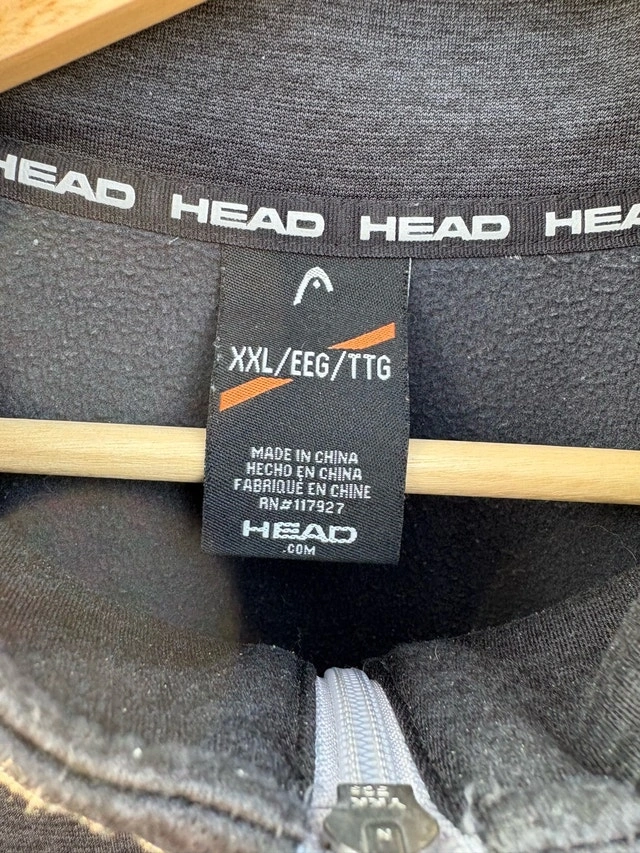 HEAD HEAD HEAD HEA
XXL/EEG/TTG
MADE IN CHINA
HECHO EN CHINA
FABRIQUÉ EN CHINE
RN#117927
HEAD
.COM
YKK
N